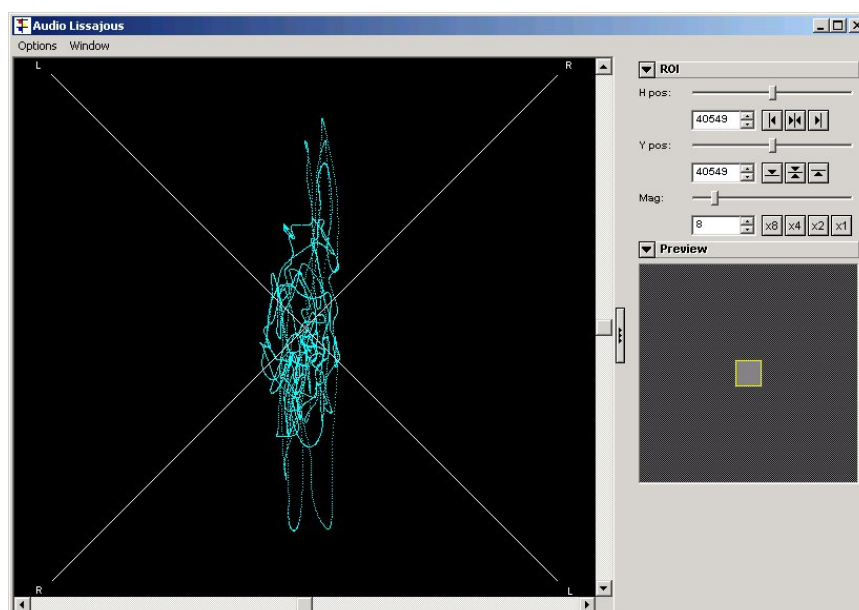 Audio Lissajous
Options Window
L R
ROI
H pos:
40549
Y pos:
40549
Mag:
8 x8 x4 x2 x1
Preview
R L